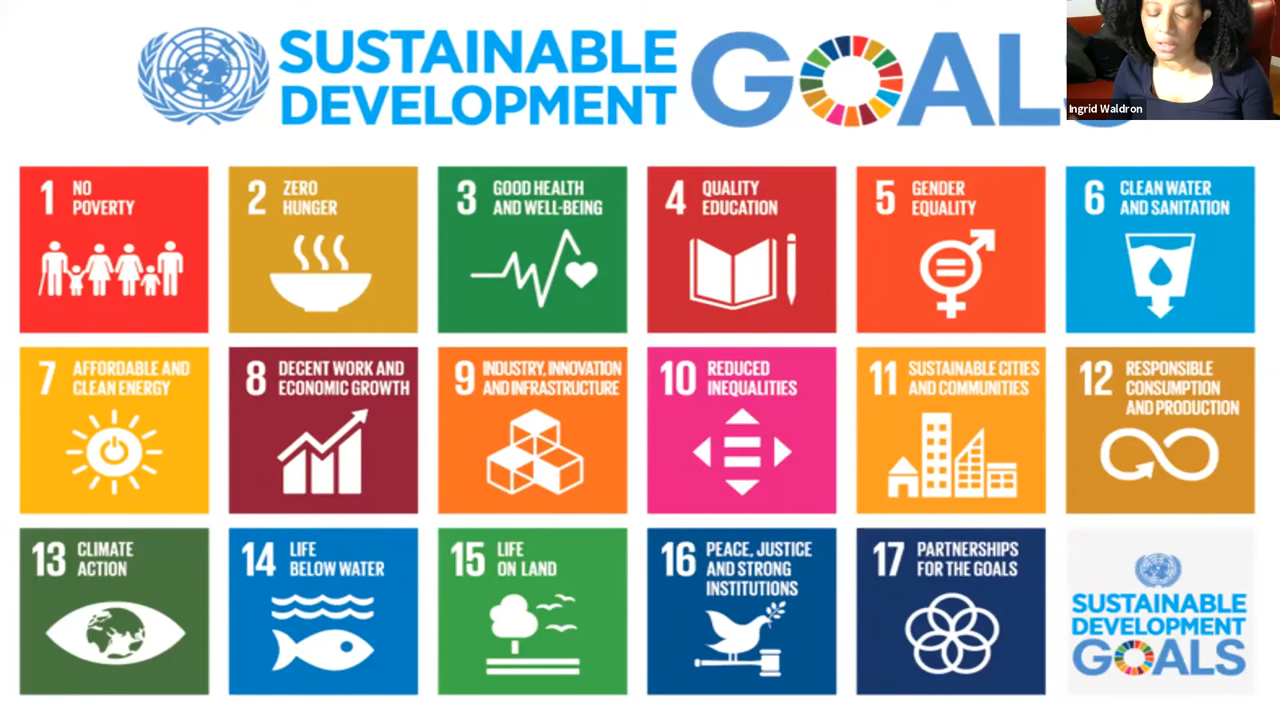 SUSTAINABLE
DEVELOPMENT
GOALS
Ingrid Waldron
1 NO
POVERTY
2 ZERO
HUNGER
3 GOOD HEALTH
AND WELL-BEING
4 QUALITY
EDUCATION
5 GENDER
EQUALITY
6 CLEAN WATER
AND SANITATION
7 AFFORDABLE AND
CLEAN ENERGY
8 DECENT WORK AND
ECONOMIC GROWTH
9 INDUSTRY, INNOVATION
AND INFRASTRUCTURE
10 REDUCED
INEQUALITIES
11 SUSTAINABLE CITIES
AND COMMUNITIES
12 RESPONSIBLE
CONSUMPTION
AND PRODUCTION
13 CLIMATE
ACTION
14 LIFE
BELOW WATER
15 LIFE
ON LAND
16 PEACE, JUSTICE
AND STRONG
INSTITUTIONS
17 PARTNERSHIPS
FOR THE GOALS
SUSTAINABLE
DEVELOPMENT
GOALS